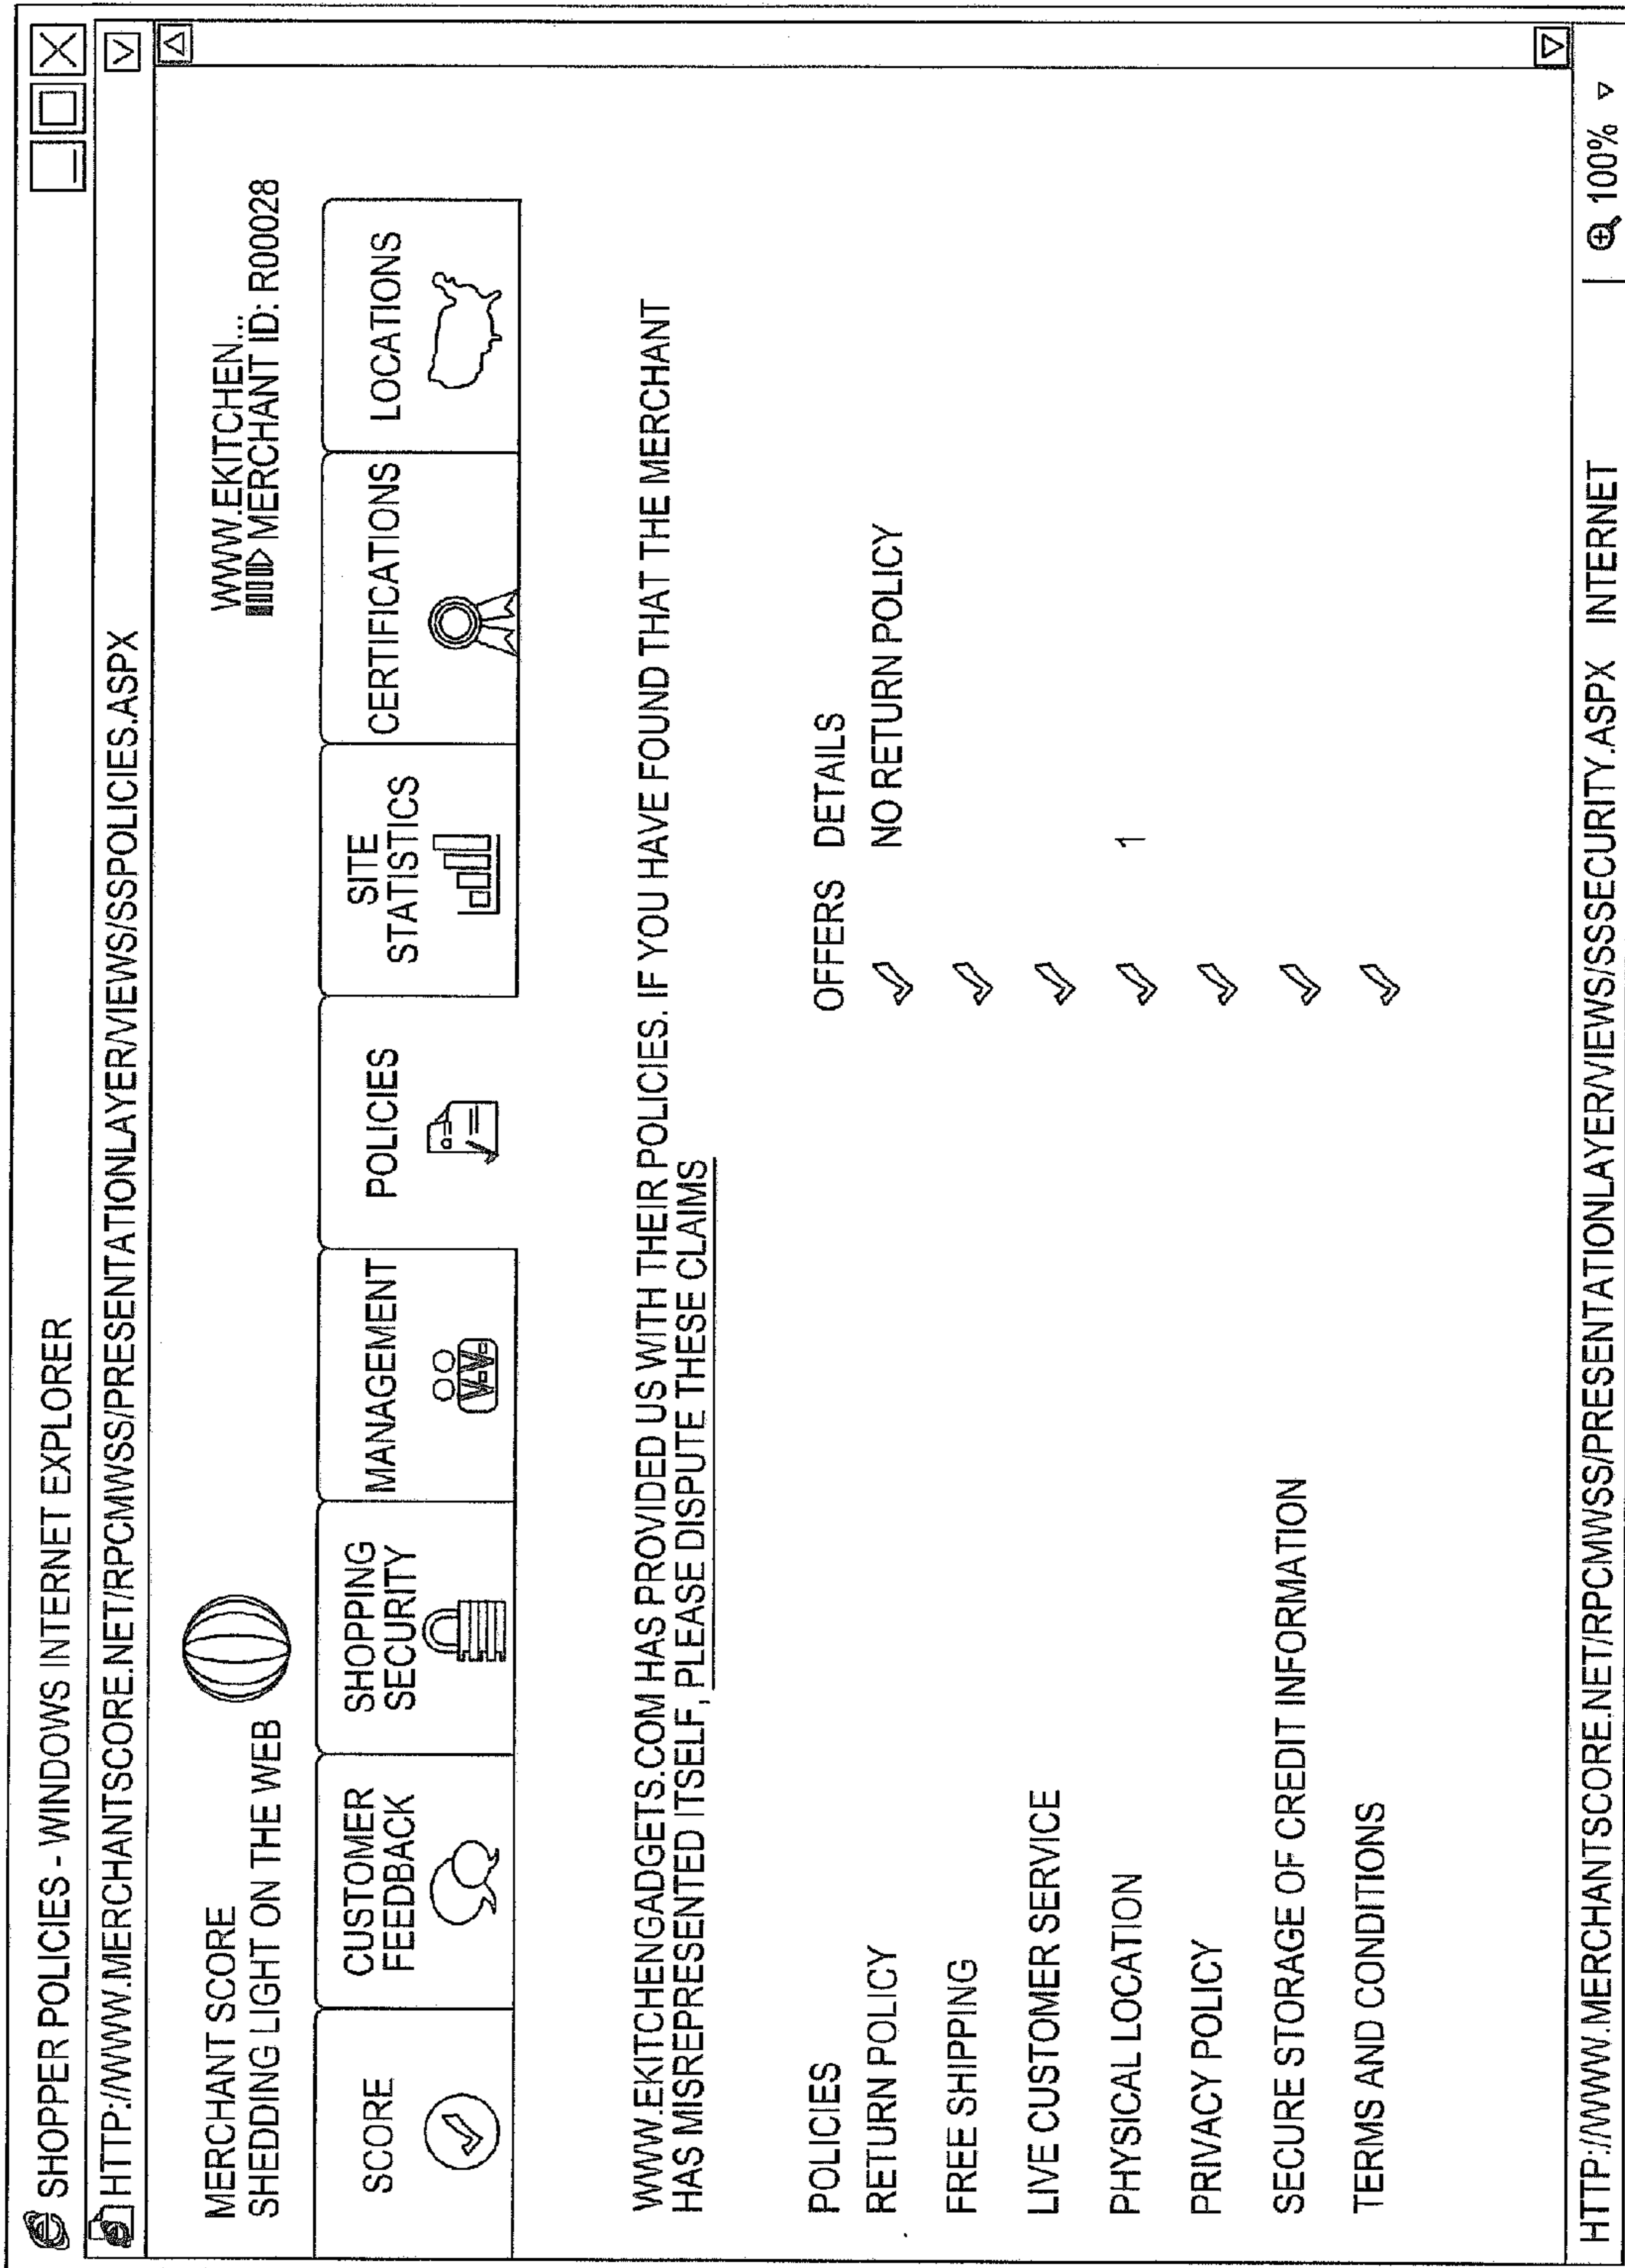 SHOPPER POLICIES - WINDOWS INTERNET EXPLORER
HTTP://WWW.MERCHANTSCORE.NET/RPCMWSS/PRESENTATIONLAYER/VIEWS/SSPOLICIES.ASPX
MERCHANT SCORE
SHEDDING LIGHT ON THE WEB
WWW.EKITCHEN...
MERCHANT ID: R00028
SCORE
CUSTOMER
FEEDBACK
SHOPPING
SECURITY
MANAGEMENT
POLICIES
SITE
STATISTICS
CERTIFICATIONS
LOCATIONS
WWW.EKITCHENGADGETS.COM HAS PROVIDED US WITH THEIR POLICIES. IF YOU HAVE FOUND THAT THE MERCHANT
HAS MISREPRESENTED ITSELF, PLEASE DISPUTE THESE CLAIMS
POLICIES OFFERS DETAILS
RETURN POLICY NO RETURN POLICY
FREE SHIPPING
LIVE CUSTOMER SERVICE
PHYSICAL LOCATION 1
PRIVACY POLICY
SECURE STORAGE OF CREDIT INFORMATION
TERMS AND CONDITIONS
HTTP://WWW.MERCHANTSCORE.NET/RPCMWSS/PRESENTATIONLAYER/VIEWS/SSSECURITY.ASPX INTERNET 100%